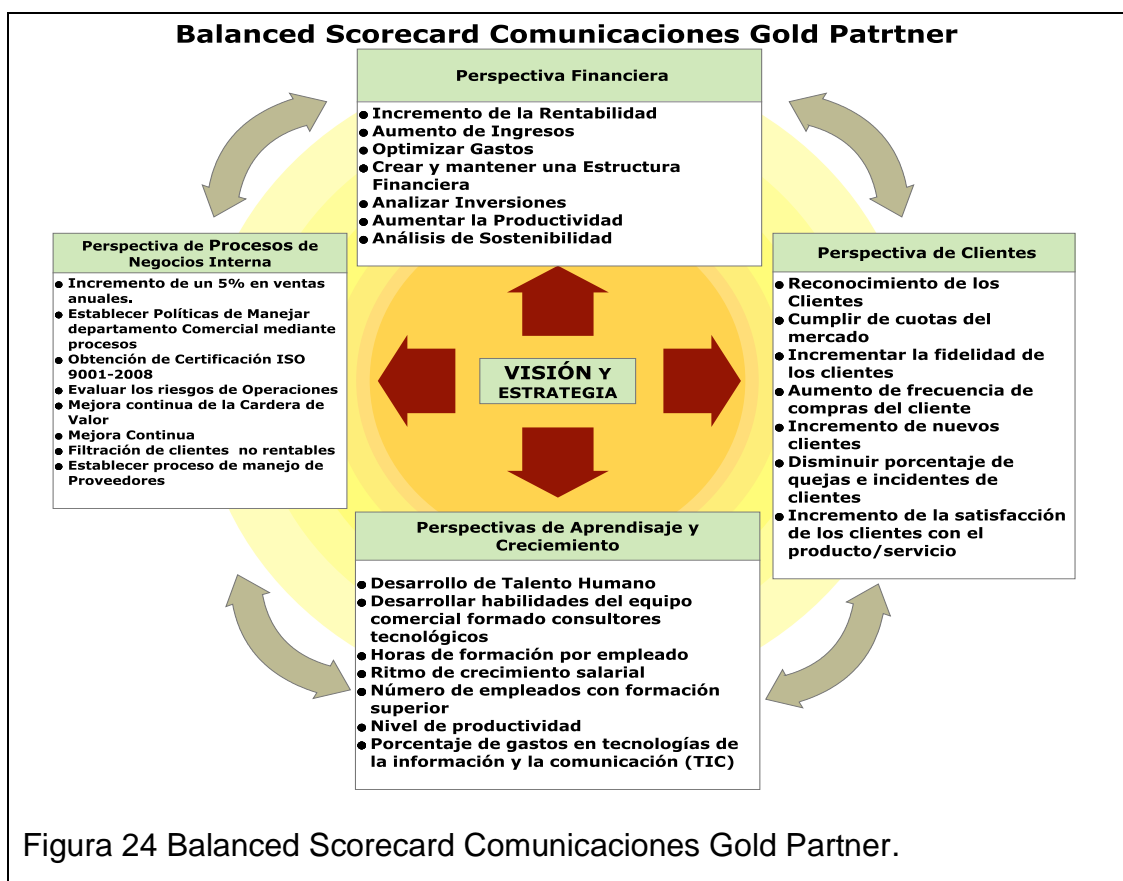 Balanced Scorecard Comunicaciones Gold Patrtner
Perspectiva Financiera
● Incremento de la Rentabilidad
● Aumento de Ingresos
● Optimizar Gastos
● Crear y mantener una Estructura
Financiera
● Analizar Inversiones
● Aumentar la Productividad
● Análisis de Sostenibilidad
Perspectiva de Procesos de
Negocios Interna
● Incremento de un 5% en ventas
anuales.
● Establecer Políticas de Manejar
departamento Comercial mediante
procesos
● Obtención de Certificación ISO
9001-2008
● Evaluar los riesgos de Operaciones
● Mejora continua de la Cardera de
Valor
● Mejora Continua
● Filtración de clientes no rentables
● Establecer proceso de manejo de
Proveedores
VISIÓN Y
ESTRATEGIA
Perspectiva de Clientes
● Reconocimiento de los
Clientes
● Cumplir de cuotas del
mercado
● Incrementar la fidelidad de
los clientes
● Aumento de frecuencia de
compras del cliente
● Incremento de nuevos
clientes
● Disminuir porcentaje de
quejas e incidentes de
clientes
● Incremento de la satisfacción
de los clientes con el
producto/servicio
Perspectivas de Aprendisaje y
Creciemiento
● Desarrollo de Talento Humano
● Desarrollar habilidades del equipo
comercial formado consultores
tecnológicos
● Horas de formación por empleado
● Ritmo de crecimiento salarial
● Número de empleados con formación
superior
● Nivel de productividad
● Porcentaje de gastos en tecnologías de
la información y la comunicación (TIC)
Figura 24 Balanced Scorecard Comunicaciones Gold Partner.